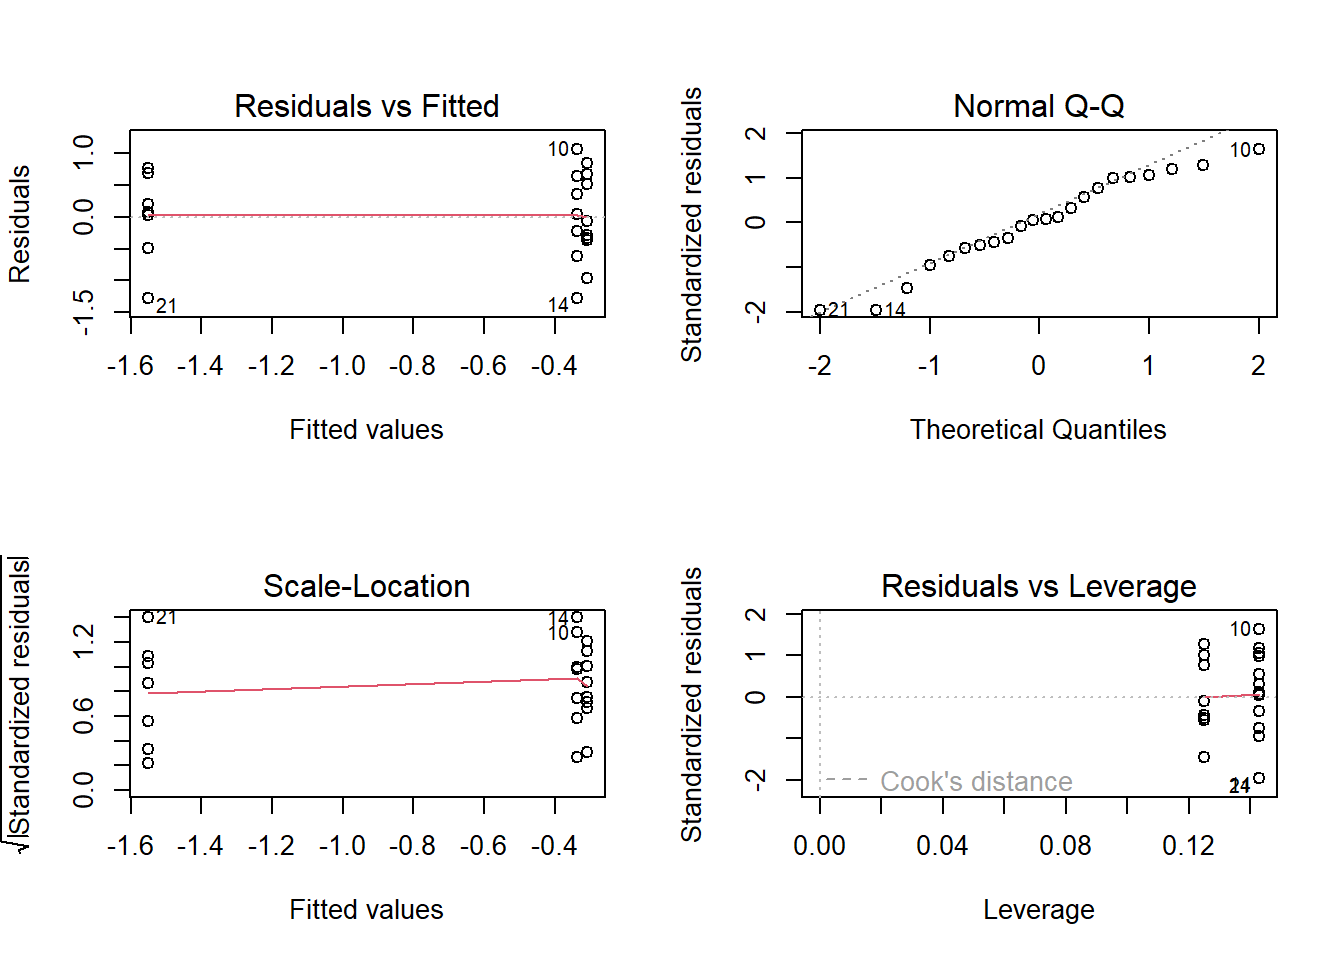 Residuals vs Fitted
Residuals
1.0
0.0
-1.5
10
14
21
-1.6 -1.4 -1.2 -1.0 -0.8 -0.6 -0.4
Fitted values
Normal Q-Q
Standardized residuals
2
1
0
-2
10
21
14
-2 -1 0 1 2
Theoretical Quantiles
Scale-Location
√|Standardized residuals|
1.2
0.6
0.0
21
14
10
-1.6 -1.4 -1.2 -1.0 -0.8 -0.6 -0.4
Fitted values
Residuals vs Leverage
Standardized residuals
2
1
0
-2
10
Cook's distance
0.00 0.04 0.08 0.12
Leverage